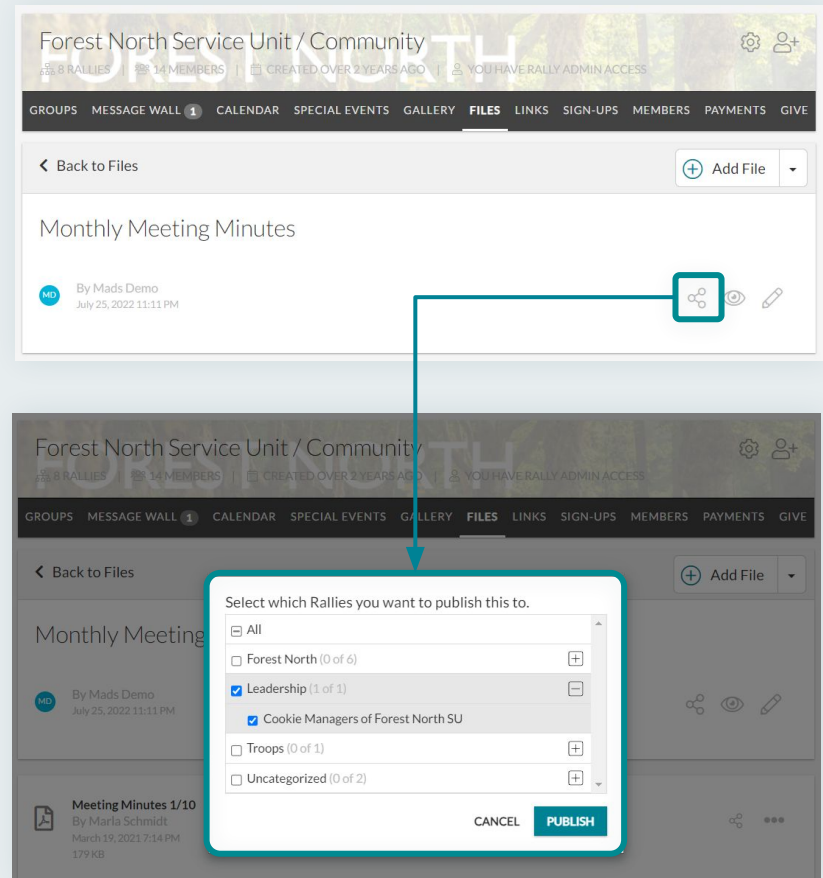 FOREST NORTH
Forest North Service Unit / Community
8 RALLIES | 14 MEMBERS | CREATED OVER 2 YEARS AGO | YOU HAVE RALLY ADMIN ACCESS
GROUPS MESSAGE WALL 1 CALENDAR SPECIAL EVENTS GALLERY FILES LINKS SIGN-UPS MEMBERS PAYMENTS GIVE
Back to Files
Add File
Monthly Meeting Minutes
MD
By Mads Demo
July 25, 2022 11:11 PM
FOREST NORTH
Forest North Service Unit / Community
8 RALLIES | 14 MEMBERS | CREATED OVER 2 YEARS AGO | YOU HAVE RALLY ADMIN ACCESS
GROUPS MESSAGE WALL 1 CALENDAR SPECIAL EVENTS GALLERY FILES LINKS SIGN-UPS MEMBERS PAYMENTS GIVE
Back to Files
Add File
Monthly Meeting
MD
By Mads Demo
July 25, 2022 11:11 PM
Select which Rallies you want to publish this to.
All
Forest North (0 of 6)
Leadership (1 of 1)
Cookie Managers of Forest North SU
Troops (0 of 1)
Uncategorized (0 of 2)
CANCEL PUBLISH
Meeting Minutes 1/10
By Marla Schmidt
March 19, 2021 7:14 PM
179 KB